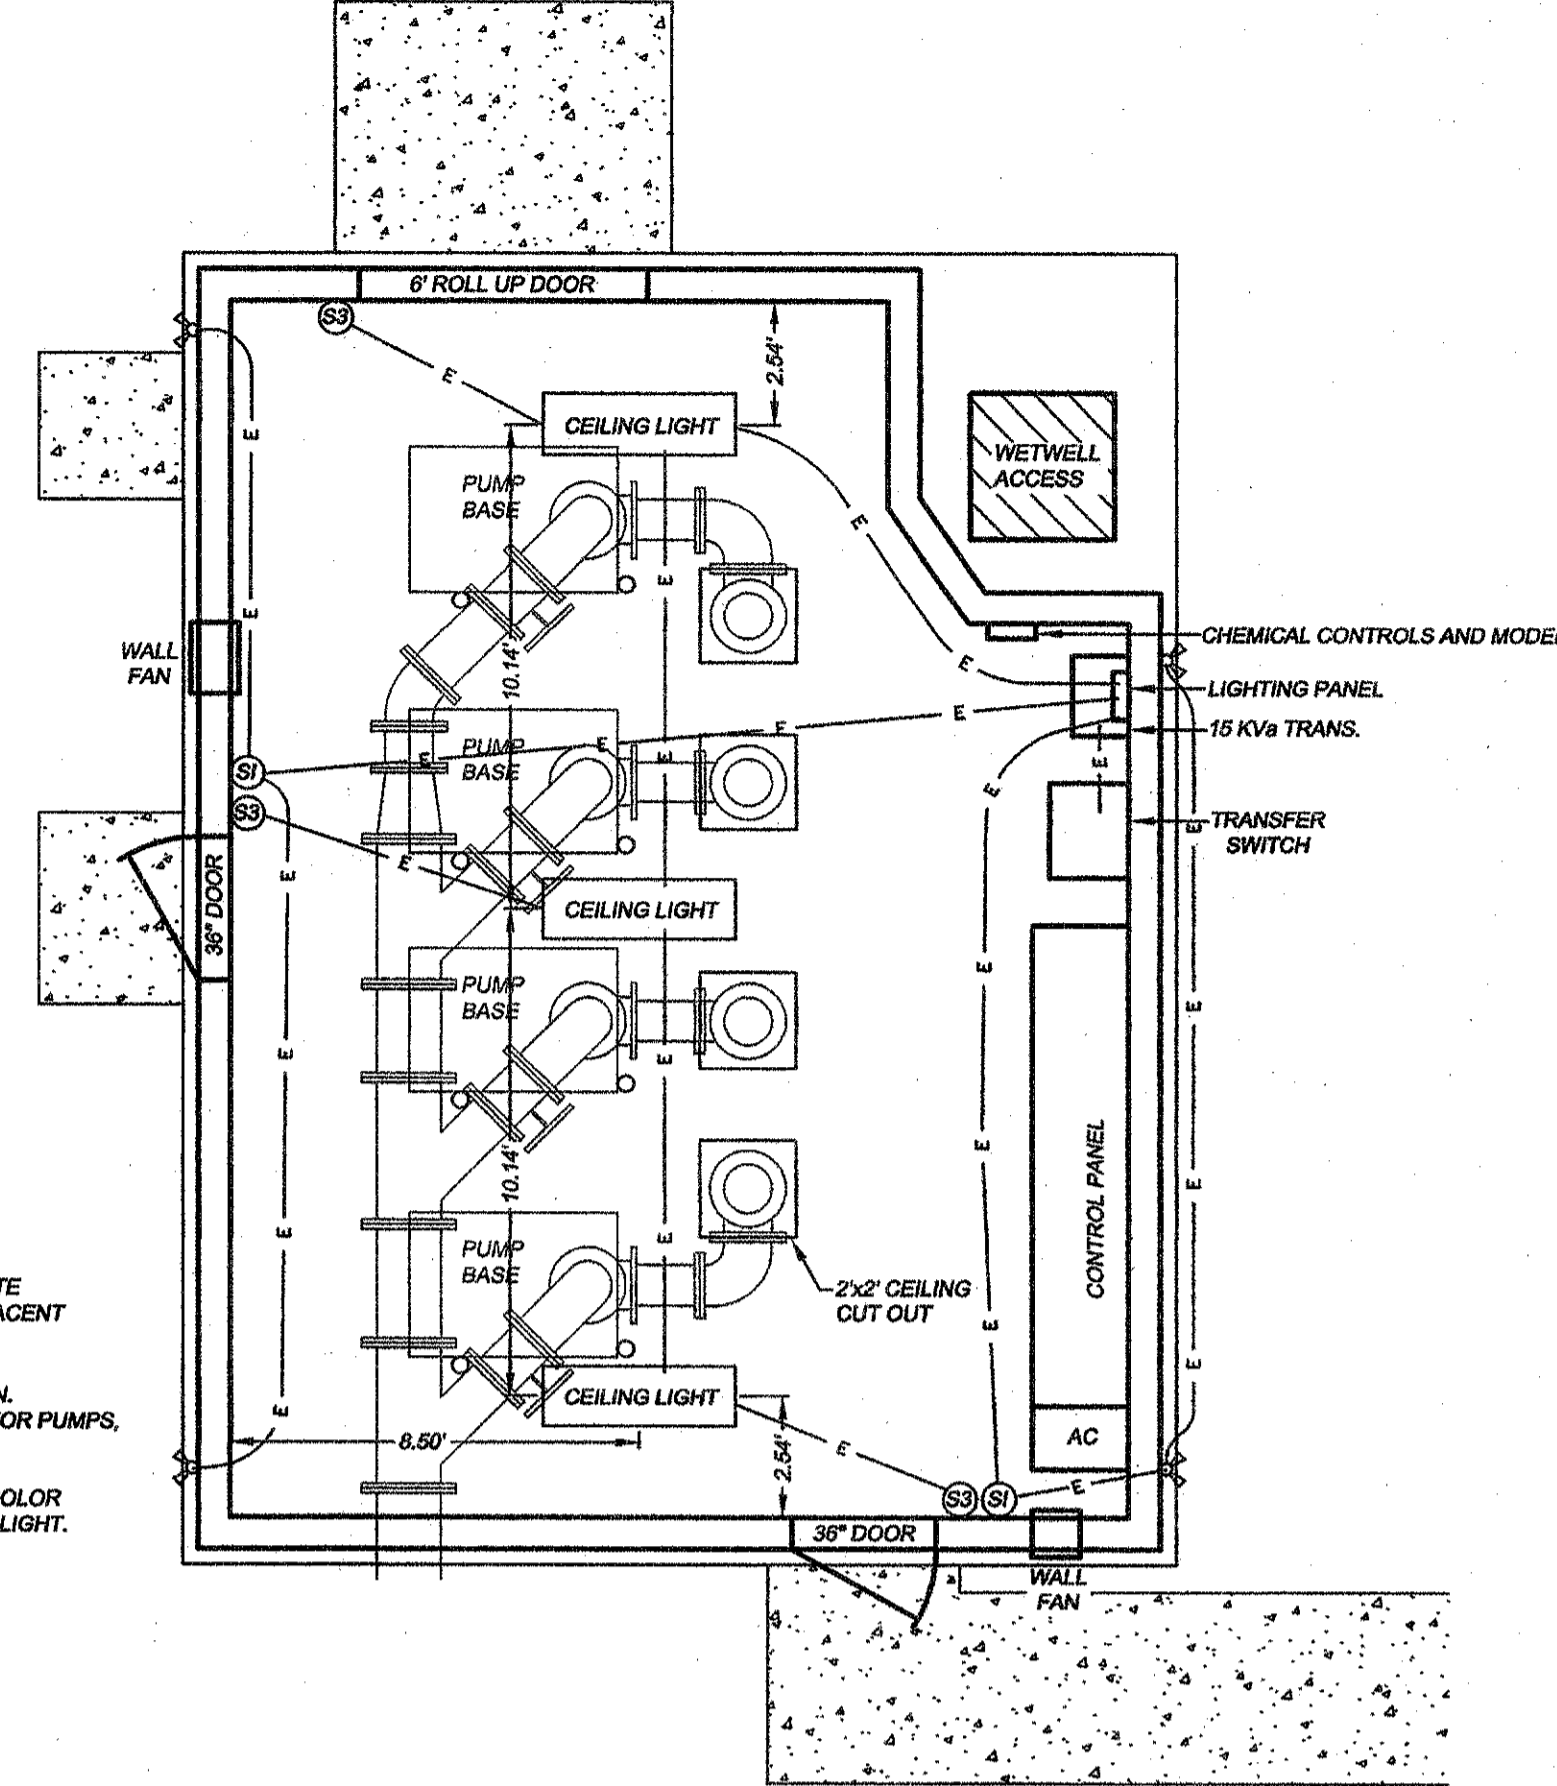 6' ROLL UP DOOR
S3
E
2.54'
CEILING LIGHT
E
WETWELL
ACCESS
PUMP
BASE
E
E
E
CHEMICAL CONTROLS AND MODE
WALL
FAN
10.14'
E
LIGHTING PANEL
E
E
15 KVa TRANS.
E
PUMP
BASE
E
E
E
SI
E
S3
TRANSFER
SWITCH
E
E
E
36" DOOR
CEILING LIGHT
E
PUMP
BASE
E
E
E
10.14'
E
CONTROL PANEL
E
E
PUMP
BASE
E
2'x2' CEILING
CUT OUT
TE
ACENT
E
E
N.
OR PUMPS,
CEILING LIGHT
E
8.50'
2.54'
E
AC
OLOR
LIGHT.
S3
SI
E
36" DOOR
WALL
FAN